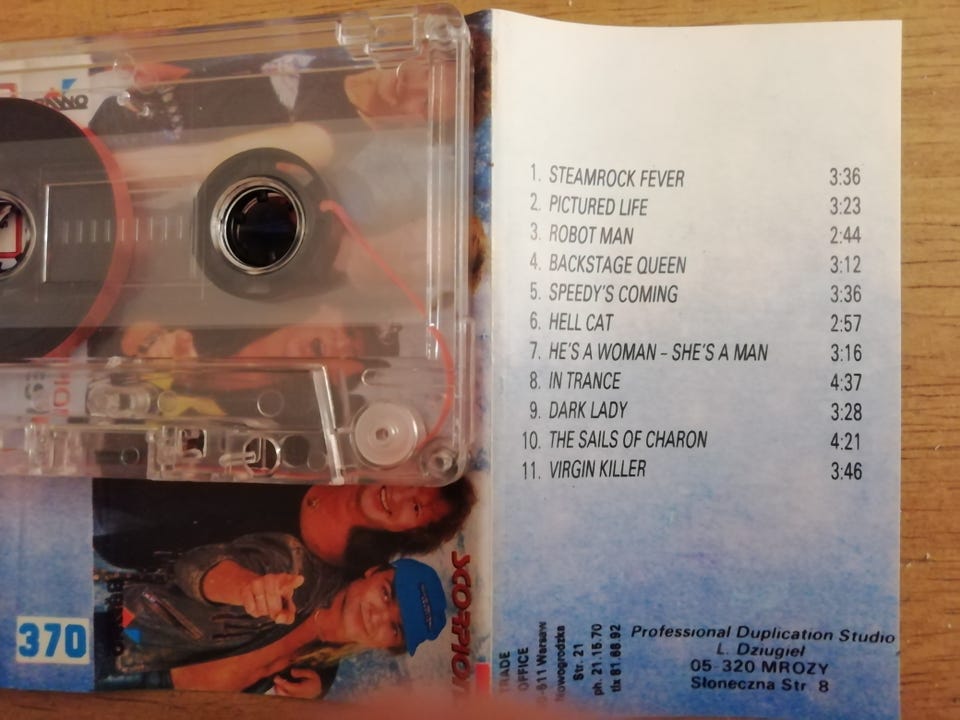 1. STEAMROCK FEVER 3:36
2. PICTURED LIFE 3:23
3. ROBOT MAN 2:44
4. BACKSTAGE QUEEN 3:12
5. SPEEDY'S COMING 3:36
6. HELL CAT 2:57
7. HE'S A WOMAN – SHE'S A MAN 3:16
8. IN TRANCE 4:37
9. DARK LADY 3:28
10. THE SAILS OF CHARON 4:21
11. VIRGIN KILLER 3:46
370
SCORPION
TRADE
OFFICE
Warsaw
Str. 21
ph. 21.15.70
tlx 81.68.92
Professional Duplication Studio
L. Dziugieł
05-320 MROZY
Słoneczna Str 8